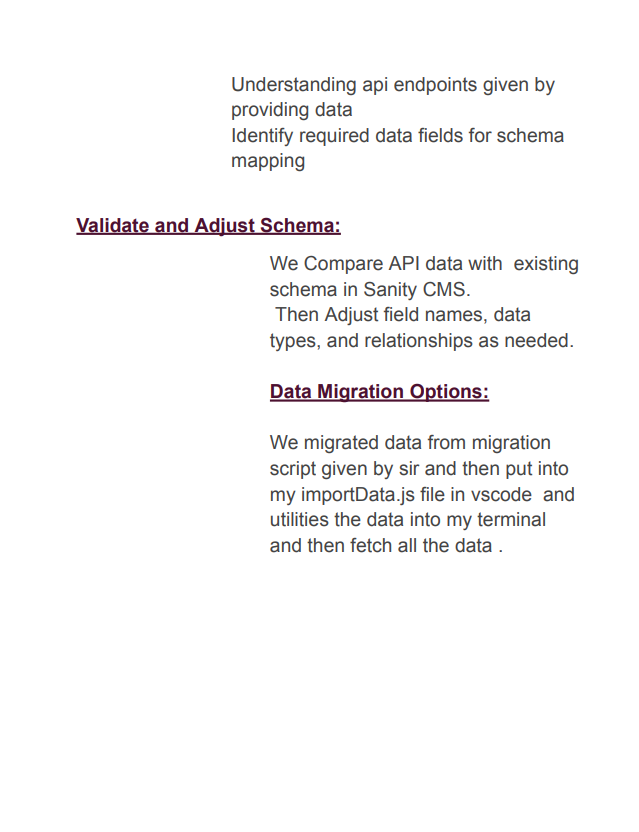 Understanding api endpoints given by
providing data
Identify required data fields for schema
mapping
Validate and Adjust Schema:
We Compare API data with  existing
schema in Sanity CMS.
 Then Adjust field names, data
types, and relationships as needed.
Data Migration Options:
We migrated data from migration
script given by sir and then put into
my importData.js file in vscode  and
utilities the data into my terminal
and then fetch all the data .